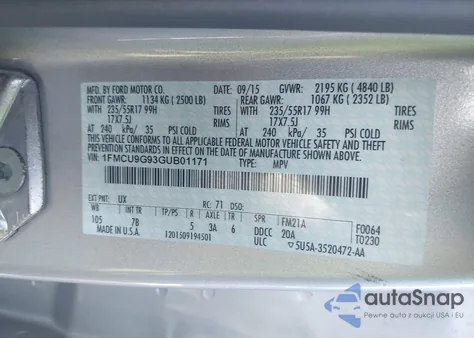 MFD. BY FORD MOTOR CO. 09/15 GVWR: 2195 KG ( 4840 LB)
FRONT GAWR: 1134 KG ( 2500 LB) REAR GAWR: 1067 KG ( 2352 LB)
WITH 235/55R17 99H TIRES WITH 235/55R17 99H TIRES
17X7.5J RIMS 17X7.5J RIMS
AT 240 kPa/ 35 PSI COLD AT 240 kPa/ 35 PSI COLD
THIS VEHICLE CONFORMS TO ALL APPLICABLE FEDERAL MOTOR VEHICLE SAFETY AND THEFT
PREVENTION STANDARDS IN EFFECT ON THE DATE OF MANUFACTURE SHOWN ABOVE.
VIN: 1FMCU9G93GUB01171 TYPE: MPV
EXT PNT: UX RC: 71 DSO:
WB INT TR TP/PS R AXLE TR SPR FM21A F0064
105 7B 5 3A 6 DDCC 20A T0230
MADE IN U.S.A. 1201509194501 ULC 5U5A-3520472-AA
autoSnap
Pewne auta z aukcji USA i EU